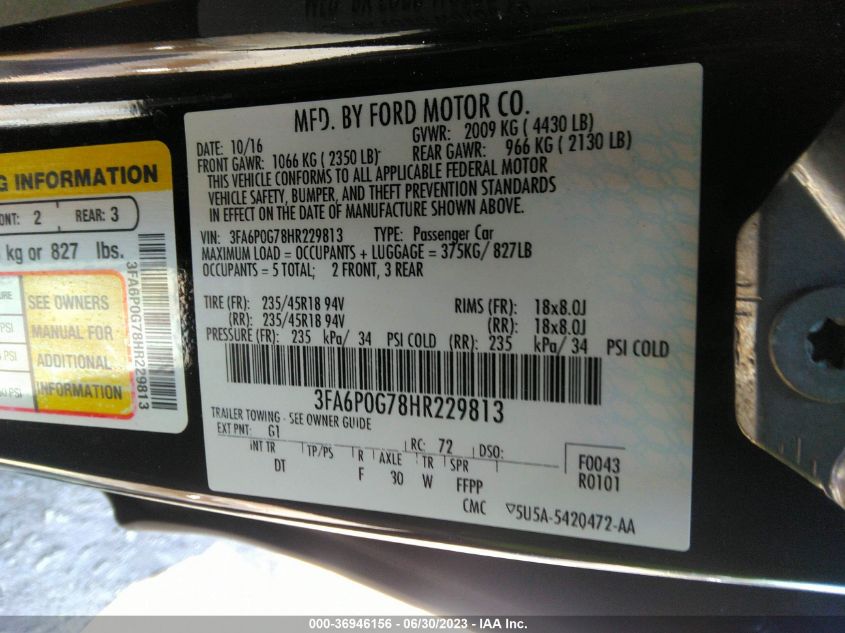 MFD. BY FORD MOTOR CO.
DATE: 10/16 GVWR: 2009 KG ( 4430 LB)
FRONT GAWR: 1066 KG ( 2350 LB) REAR GAWR: 966 KG ( 2130 LB)
THIS VEHICLE CONFORMS TO ALL APPLICABLE FEDERAL MOTOR
VEHICLE SAFETY, BUMPER, AND THEFT PREVENTION STANDARDS
IN EFFECT ON THE DATE OF MANUFACTURE SHOWN ABOVE.
VIN: 3FA6P0G78HR229813 TYPE: Passenger Car
MAXIMUM LOAD = OCCUPANTS + LUGGAGE = 375KG/ 827LB
OCCUPANTS = 5 TOTAL; 2 FRONT, 3 REAR
TIRE (FR): 235/45R18 94V RIMS (FR): 18x8.0J
(RR): 235/45R18 94V (RR): 18x8.0J
PRESSURE (FR): 235 kPa/ 34 PSI COLD (RR): 235 kPa/ 34 PSI COLD
3FA6P0G78HR229813
TRAILER TOWING - SEE OWNER GUIDE
EXT PNT: G1 RC: 72 DSO:
INT TR TP/PS R AXLE TR SPR F0043
DT F 30 W FFPP R0101
CMC ▽5U5A-5420472-AA
INFORMATION
2 REAR: 3
kg or 827 lbs.
SEE OWNERS
MANUAL FOR
ADDITIONAL
INFORMATION
PSI
PSI
PSI
3FA6P0G78HR229813
000-36946156 - 06/30/2023 - IAA Inc.